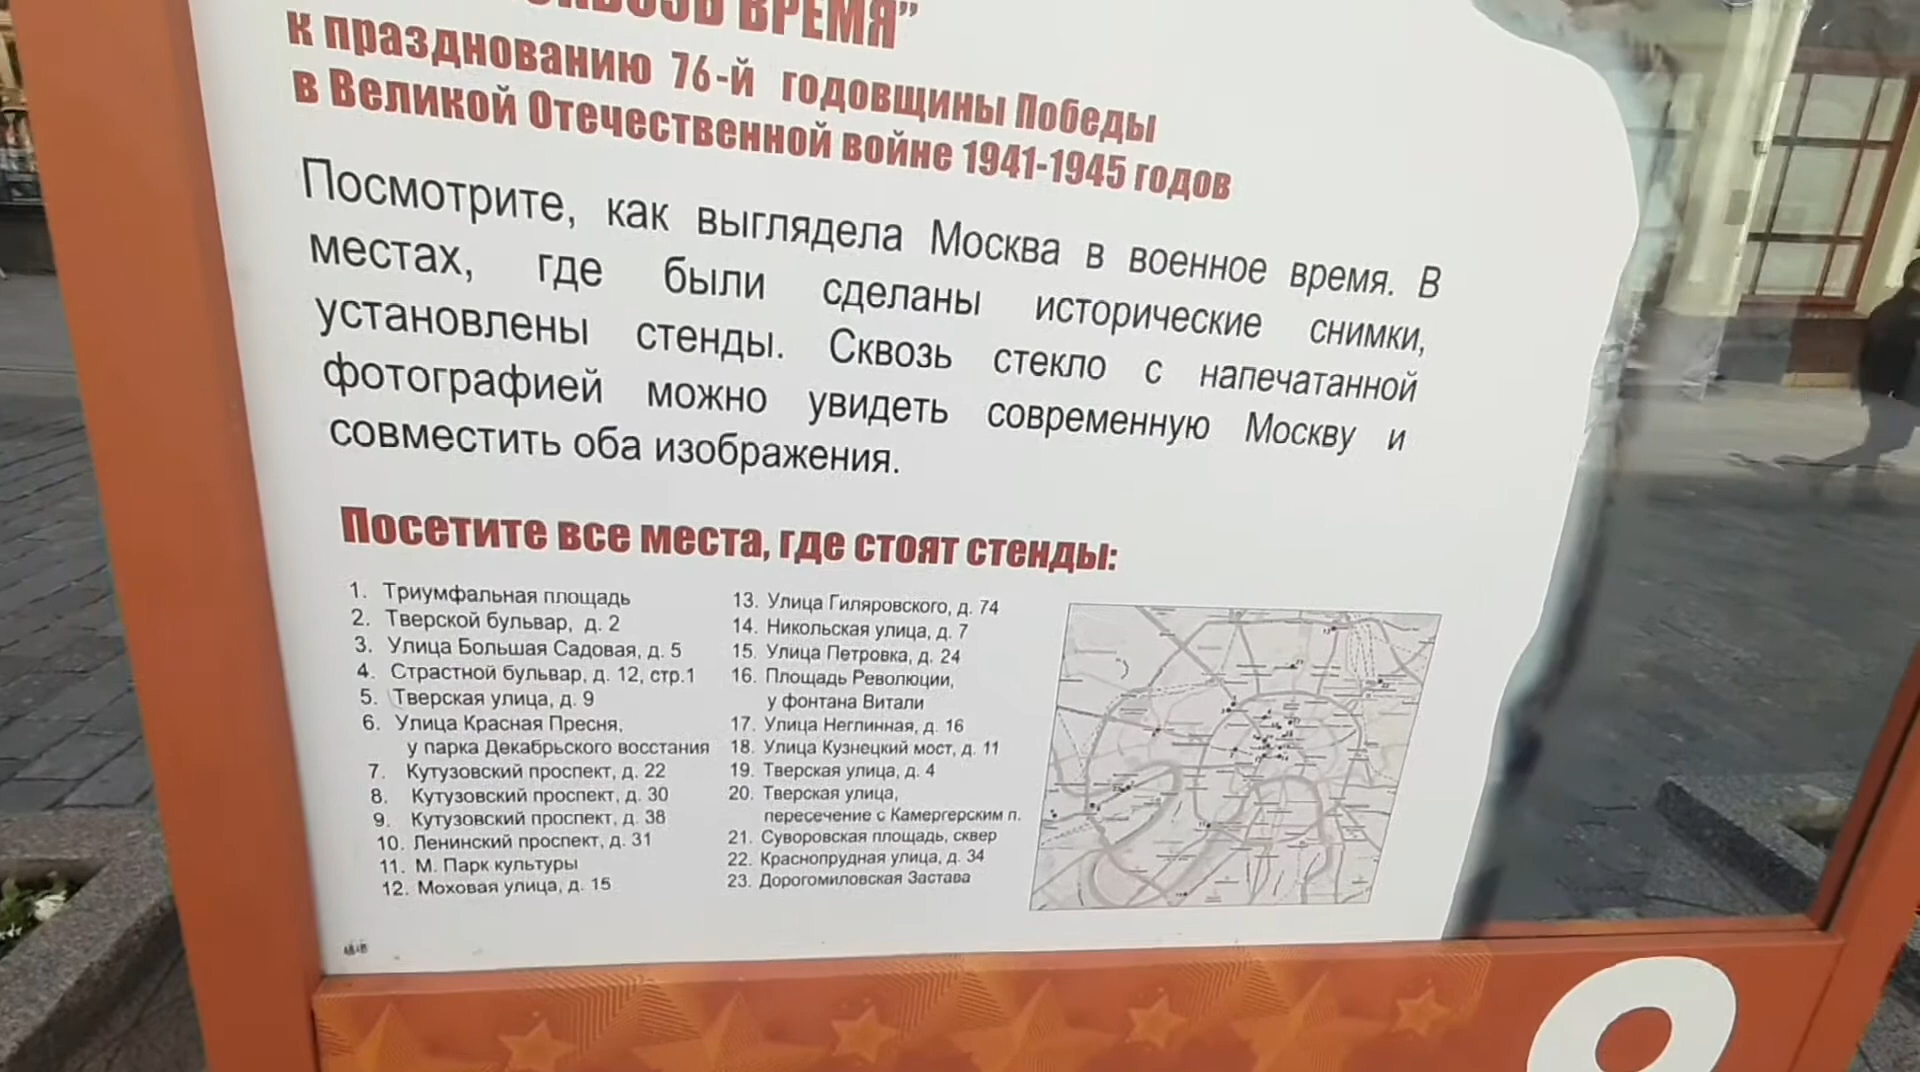 ВРЕМЯ”
к празднованию 76-й годовщины Победы
в Великой Отечественной войне 1941-1945 годов
Посмотрите, как выглядела Москва в военное время. В
местах, где были сделаны исторические снимки,
установлены стенды. Сквозь стекло с напечатанной
фотографией можно увидеть современную Москву и
совместить оба изображения.
Посетите все места, где стоят стенды:
1. Триумфальная площадь
2. Тверской бульвар, д. 2
3. Улица Большая Садовая, д. 5
4. Страстной бульвар, д. 12, стр.1
5. Тверская улица, д. 9
6. Улица Красная Пресня,
у парка Декабрьского восстания
7. Кутузовский проспект, д. 22
8. Кутузовский проспект, д. 30
9. Кутузовский проспект, д. 38
10. Ленинский проспект, д. 31
11. М. Парк культуры
12. Моховая улица, д. 15
13. Улица Гиляровского, д. 74
14. Никольская улица, д. 7
15. Улица Петровка, д. 24
16. Площадь Революции,
у фонтана Витали
17. Улица Неглинная, д. 16
18. Улица Кузнецкий мост, д. 11
19. Тверская улица, д. 4
20. Тверская улица,
пересечение с Камергерским п.
21. Суворовская площадь, сквер
22. Краснопрудная улица, д. 34
23. Дорогомиловская Застава